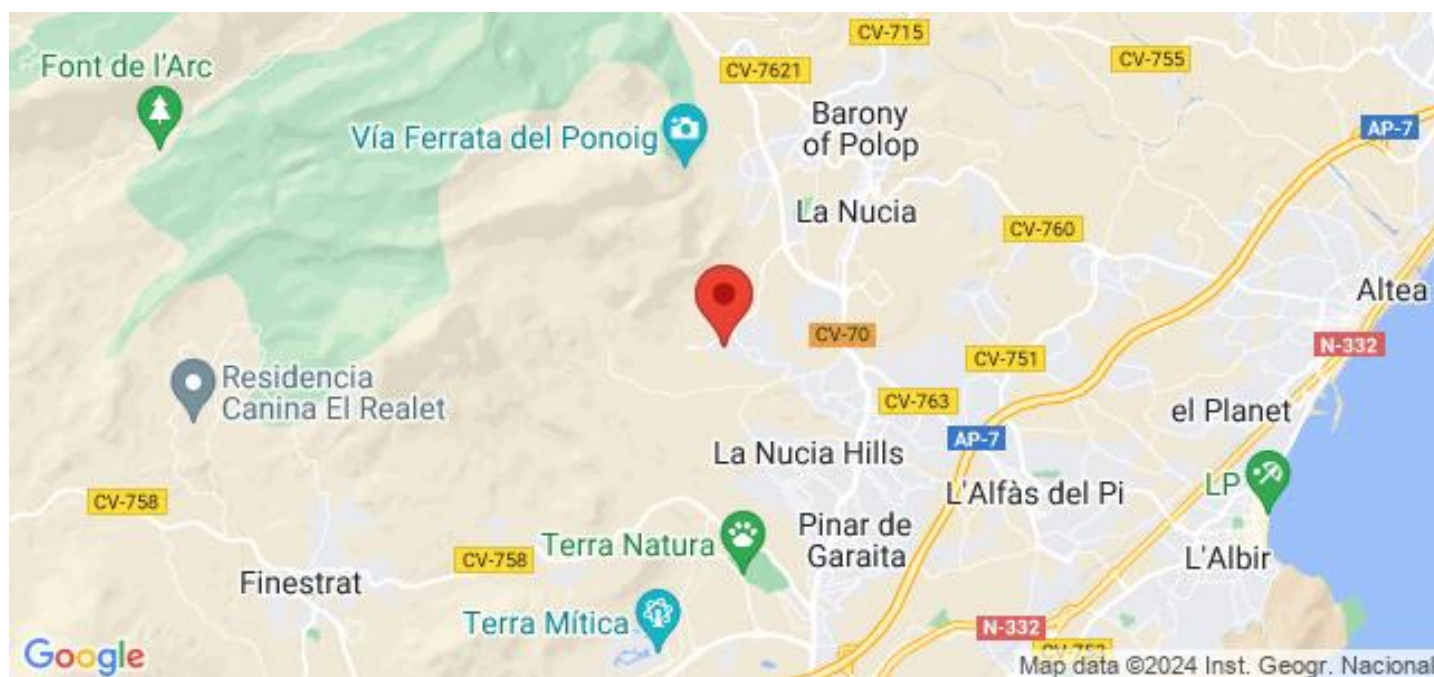 CV-715
Font de l'Arc
CV-7621
CV-755
Barony
of Polop
AP-7
Vía Ferrata del Ponoig
La Nucia
CV-760
Altea
CV-70
N-332
CV-751
Residencia
Canina El Realet
CV-763
el Planet
AP-7
La Nucia Hills
LP
CV-758
L'Alfàs del Pi
Terra Natura
Pinar de
Garaita
CV-758
L'Albir
Finestrat
Terra Mítica
N-332
Google
Map data ©2024 Inst. Geogr. Nacional